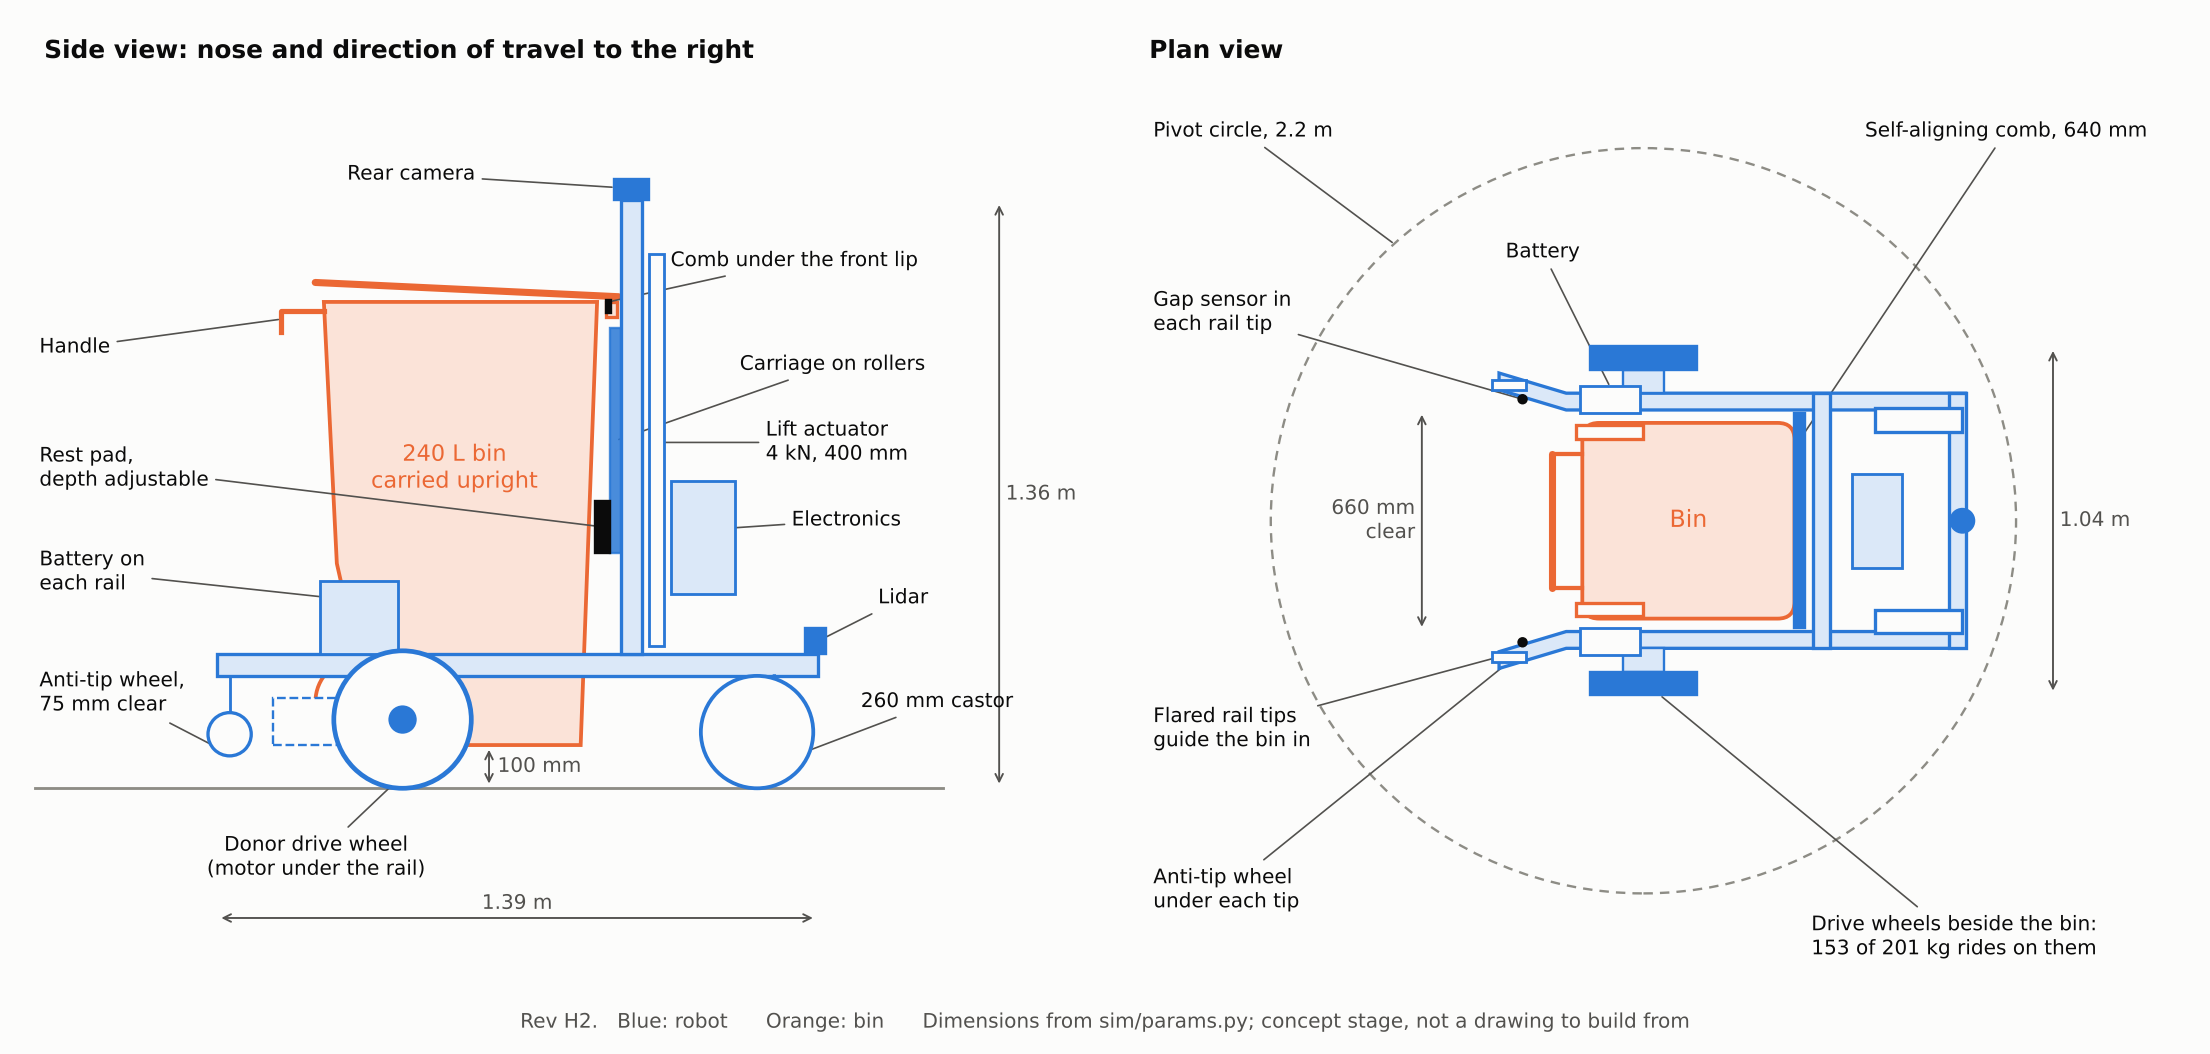 Side view: nose and direction of travel to the right
Rear camera
Comb under the front lip
Handle
Carriage on rollers
Lift actuator
4 kN, 400 mm
240 L bin
carried upright
Rest pad,
depth adjustable
1.36 m
Electronics
Battery on
each rail
Lidar
Anti-tip wheel,
75 mm clear
260 mm castor
100 mm
Donor drive wheel
(motor under the rail)
1.39 m
Plan view
Pivot circle, 2.2 m
Self-aligning comb, 640 mm
Battery
Gap sensor in
each rail tip
660 mm
clear
Bin
1.04 m
Flared rail tips
guide the bin in
Anti-tip wheel
under each tip
Drive wheels beside the bin:
153 of 201 kg rides on them
Rev H2. Blue: robot Orange: bin Dimensions from sim/params.py; concept stage, not a drawing to build from